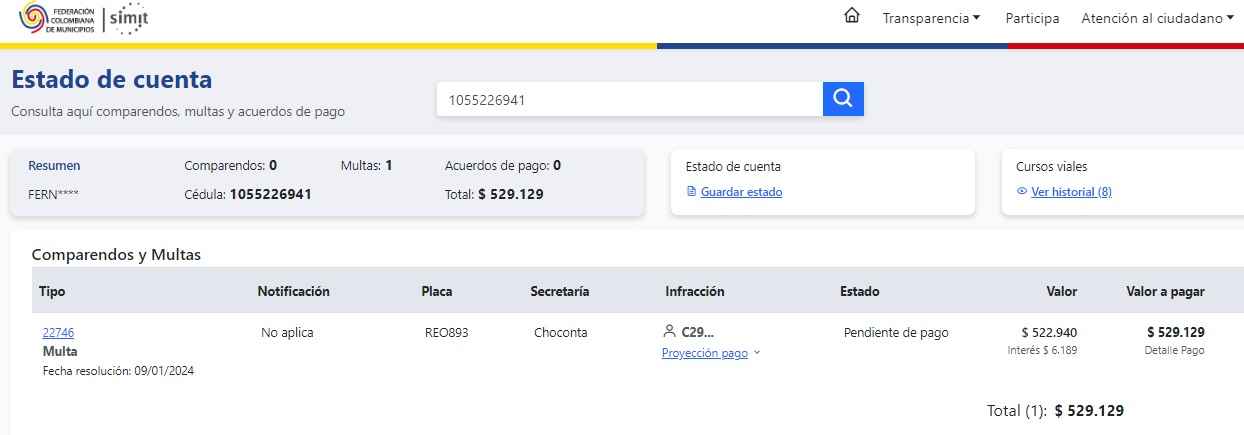 FEDERACIÓN
COLOMBIANA
DE MUNICIPIOS
simit
Transparencia
Participa
Atención al ciudadano
Estado de cuenta
Consulta aquí comparendos, multas y acuerdos de pago
1055226941
Resumen Comparendos: 0 Multas: 1 Acuerdos de pago: 0
FERN**** Cédula: 1055226941 Total: $ 529.129
Estado de cuenta
Guardar estado
Cursos viales
Ver historial (8)
Comparendos y Multas
Tipo Notificación Placa Secretaría Infracción Estado Valor Valor a pagar
22746 No aplica REO893 Choconta C29... Pendiente de pago $ 522.940 $ 529.129
Multa Proyección pago Interés $ 6.189 Detalle Pago
Fecha resolución: 09/01/2024
Total (1): $ 529.129